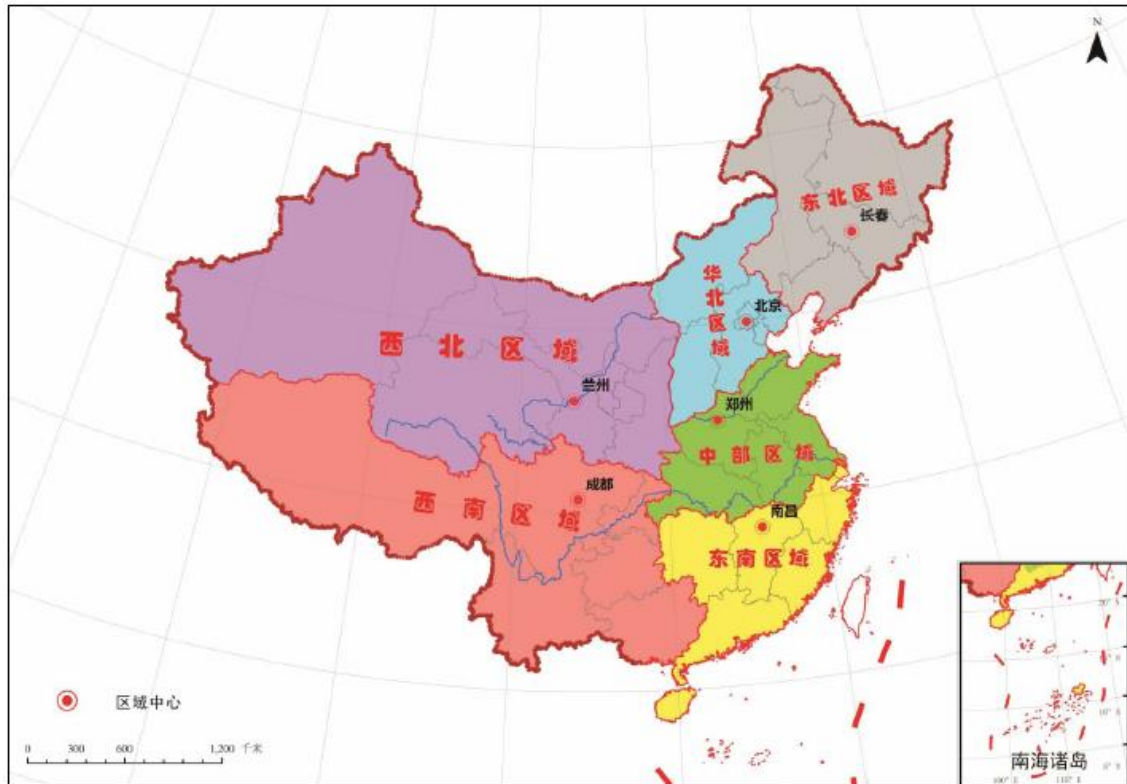 N
东北区域
长春
华北区域
北京
西北区域
兰州
郑州
中部区域
成都
西南区域
南昌
东南区域
区域中心
0 300 600 1,200 千米
南海诸岛